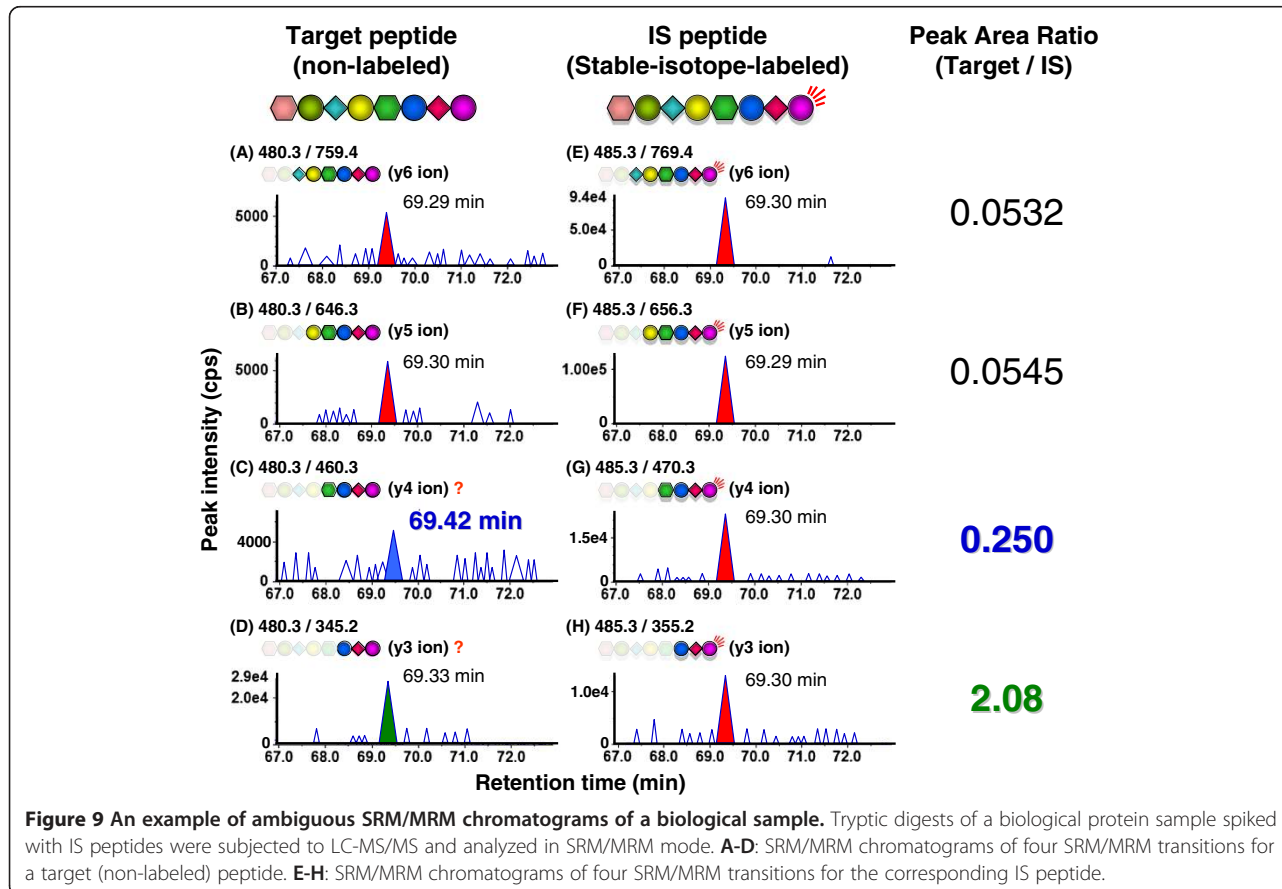 Target peptide
(non-labeled)
IS peptide
(Stable-isotope-labeled)
Peak Area Ratio
(Target / IS)
(A) 480.3 / 759.4
(y6 ion)
69.29 min
5000
0
67.0 68.0 69.0 70.0 71.0 72.0
(E) 485.3 / 769.4
(y6 ion)
69.30 min
9.4e4
5.0e4
0
67.0 68.0 69.0 70.0 71.0 72.0
0.0532
(B) 480.3 / 646.3
(y5 ion)
69.30 min
5000
0
67.0 68.0 69.0 70.0 71.0 72.0
(F) 485.3 / 656.3
(y5 ion)
69.29 min
1.00e5
0
67.0 68.0 69.0 70.0 71.0 72.0
0.0545
(C) 480.3 / 460.3
(y4 ion) ?
69.42 min
4000
0
67.0 68.0 69.0 70.0 71.0 72.0
(G) 485.3 / 470.3
(y4 ion)
69.30 min
1.5e4
0
67.0 68.0 69.0 70.0 71.0 72.0
0.250
(D) 480.3 / 345.2
(y3 ion) ?
69.33 min
2.9e4
2.0e4
0
67.0 68.0 69.0 70.0 71.0 72.0
(H) 485.3 / 355.2
(y3 ion)
69.30 min
1.0e4
0
67.0 68.0 69.0 70.0 71.0 72.0
2.08
Peak intensity (cps)
Retention time (min)
Figure 9 An example of ambiguous SRM/MRM chromatograms of a biological sample. Tryptic digests of a biological protein sample spiked
with IS peptides were subjected to LC-MS/MS and analyzed in SRM/MRM mode. A-D: SRM/MRM chromatograms of four SRM/MRM transitions for
a target (non-labeled) peptide. E-H: SRM/MRM chromatograms of four SRM/MRM transitions for the corresponding IS peptide.